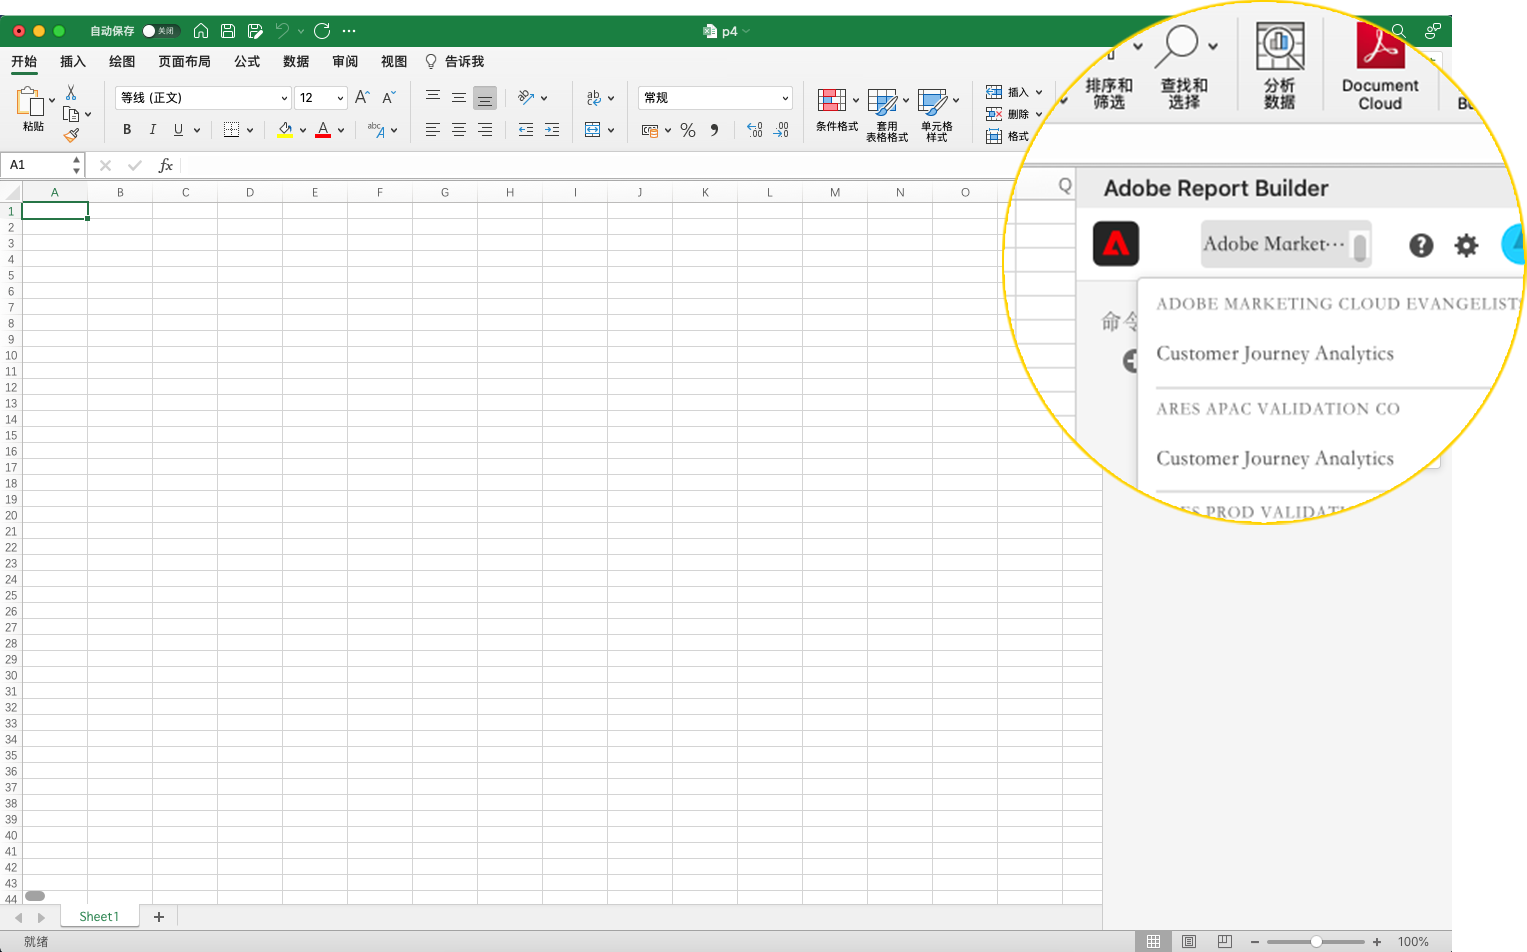 自动保存 关闭 p4
开始 插入 绘图 页面布局 公式 数据 审阅 视图 告诉我
粘贴
等线 (正文) 12
B I U A abc A
ab
常规
% 
条件格式
套用
表格格式
单元格
样式
插入
删除
格式
排序和
筛选
查找和
选择
分析
数据
Document
Cloud
A1 fx
A B C D E F G H I J K L M N O Q
1
2
3
4
5
6
7
8
9
10
11
12
13
14
15
16
17
18
19
20
21
22
23
24
25
26
27
28
29
30
31
32
33
34
35
36
37
38
39
40
41
42
43
44
Adobe Report Builder
Adobe Market···
命令
ADOBE MARKETING CLOUD EVANGELISTS
Customer Journey Analytics
ARES APAC VALIDATION CO
Customer Journey Analytics
PROD
Sheet1 +
就绪 100%